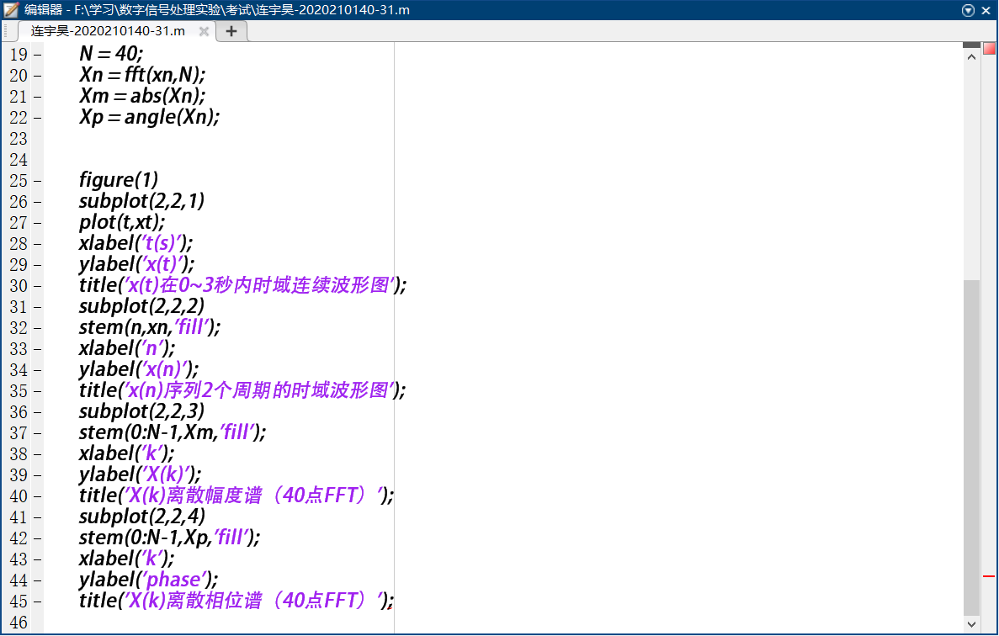 编辑器 - F:\学习\数字信号处理实验\考试\连宇昊-2020210140-31.m
连宇昊-2020210140-31.m
19 – N = 40;
20 – Xn = fft(xn,N);
21 – Xm = abs(Xn);
22 – Xp = angle(Xn);
23
24
25 – figure(1)
26 – subplot(2,2,1)
27 – plot(t,xt);
28 – xlabel('t(s)');
29 – ylabel('x(t)');
30 – title('x(t)在0~3秒内时域连续波形图');
31 – subplot(2,2,2)
32 – stem(n,xn,'fill');
33 – xlabel('n');
34 – ylabel('x(n)');
35 – title('x(n)序列2个周期的时域波形图');
36 – subplot(2,2,3)
37 – stem(0:N-1,Xm,'fill');
38 – xlabel('k');
39 – ylabel('X(k)');
40 – title('X(k)离散幅度谱（40点FFT）');
41 – subplot(2,2,4)
42 – stem(0:N-1,Xp,'fill');
43 – xlabel('k');
44 – ylabel('phase');
45 – title('X(k)离散相位谱（40点FFT）');
46